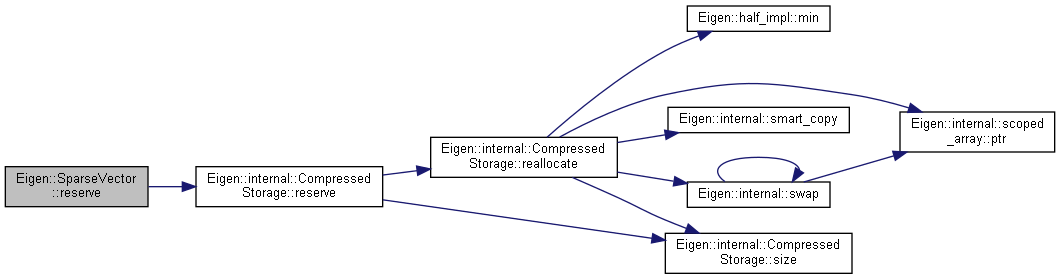 Eigen::SparseVector
::reserve
Eigen::internal::Compressed
Storage::reserve
Eigen::internal::Compressed
Storage::reallocate
Eigen::half_impl::min
Eigen::internal::smart_copy
Eigen::internal::swap
Eigen::internal::Compressed
Storage::size
Eigen::internal::scoped
_array::ptr